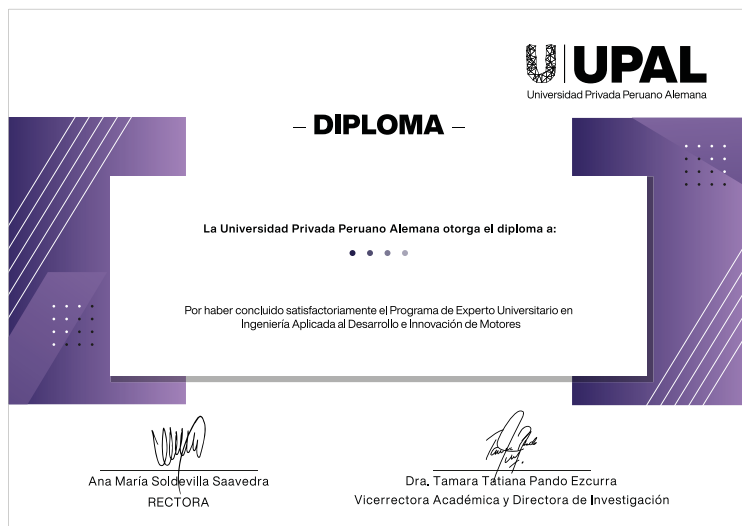 UPAL
Universidad Privada Peruano Alemana
– DIPLOMA –
La Universidad Privada Peruano Alemana otorga el diploma a:
Por haber concluido satisfactoriamente el Programa de Experto Universitario en
Ingeniería Aplicada al Desarrollo e Innovación de Motores
Ana María Soldevilla Saavedra
RECTORA
Dra. Tamara Tatiana Pando Ezcurra
Vicerrectora Académica y Directora de Investigación